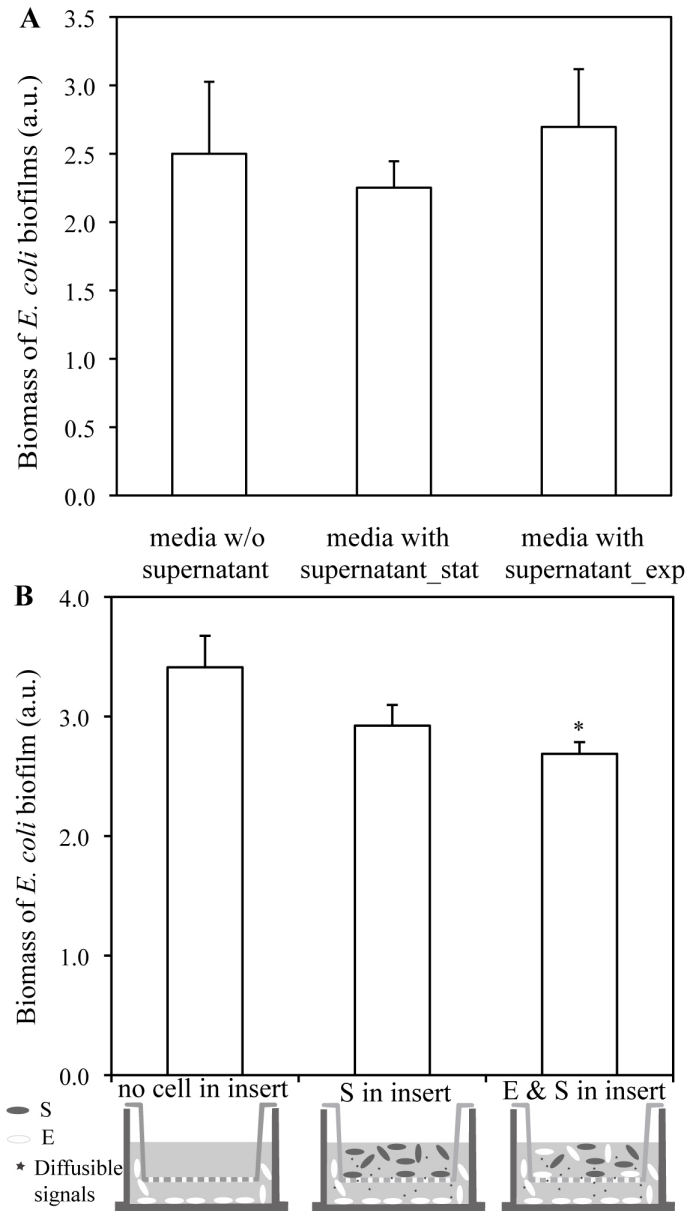 A
Biomass of E. coli biofilms (a.u.)
3.5
3.0
2.5
2.0
1.5
1.0
0.5
0.0
media w/o supernatant
media with supernatant_stat
media with supernatant_exp
B
Biomass of E. coli biofilm (a.u.)
4.0
3.0
2.0
1.0
0.0
*
no cell in insert
S in insert
E & S in insert
S
E
Diffusible
signals